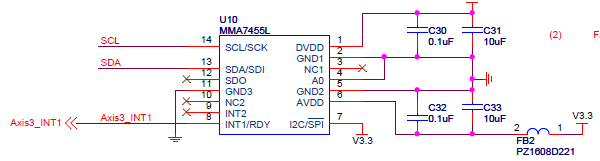 U10
MMA7455L
SCL 14 SCL/SCK DVDD 1
GND1 2
SDA 13 SDA/SDI NC1 3
12 SDO A0 4
11 GND3 GND2 5
10 NC2 AVDD 6
9 INT2
Axis3_INT1 Axis3_INT1 8 INT1/RDY I2C/SPI 7
V3.3
C30
0.1uF
C31
10uF
C32
0.1uF
C33
10uF
2 1 V3.3
FB2
PZ1608D221
(2) F